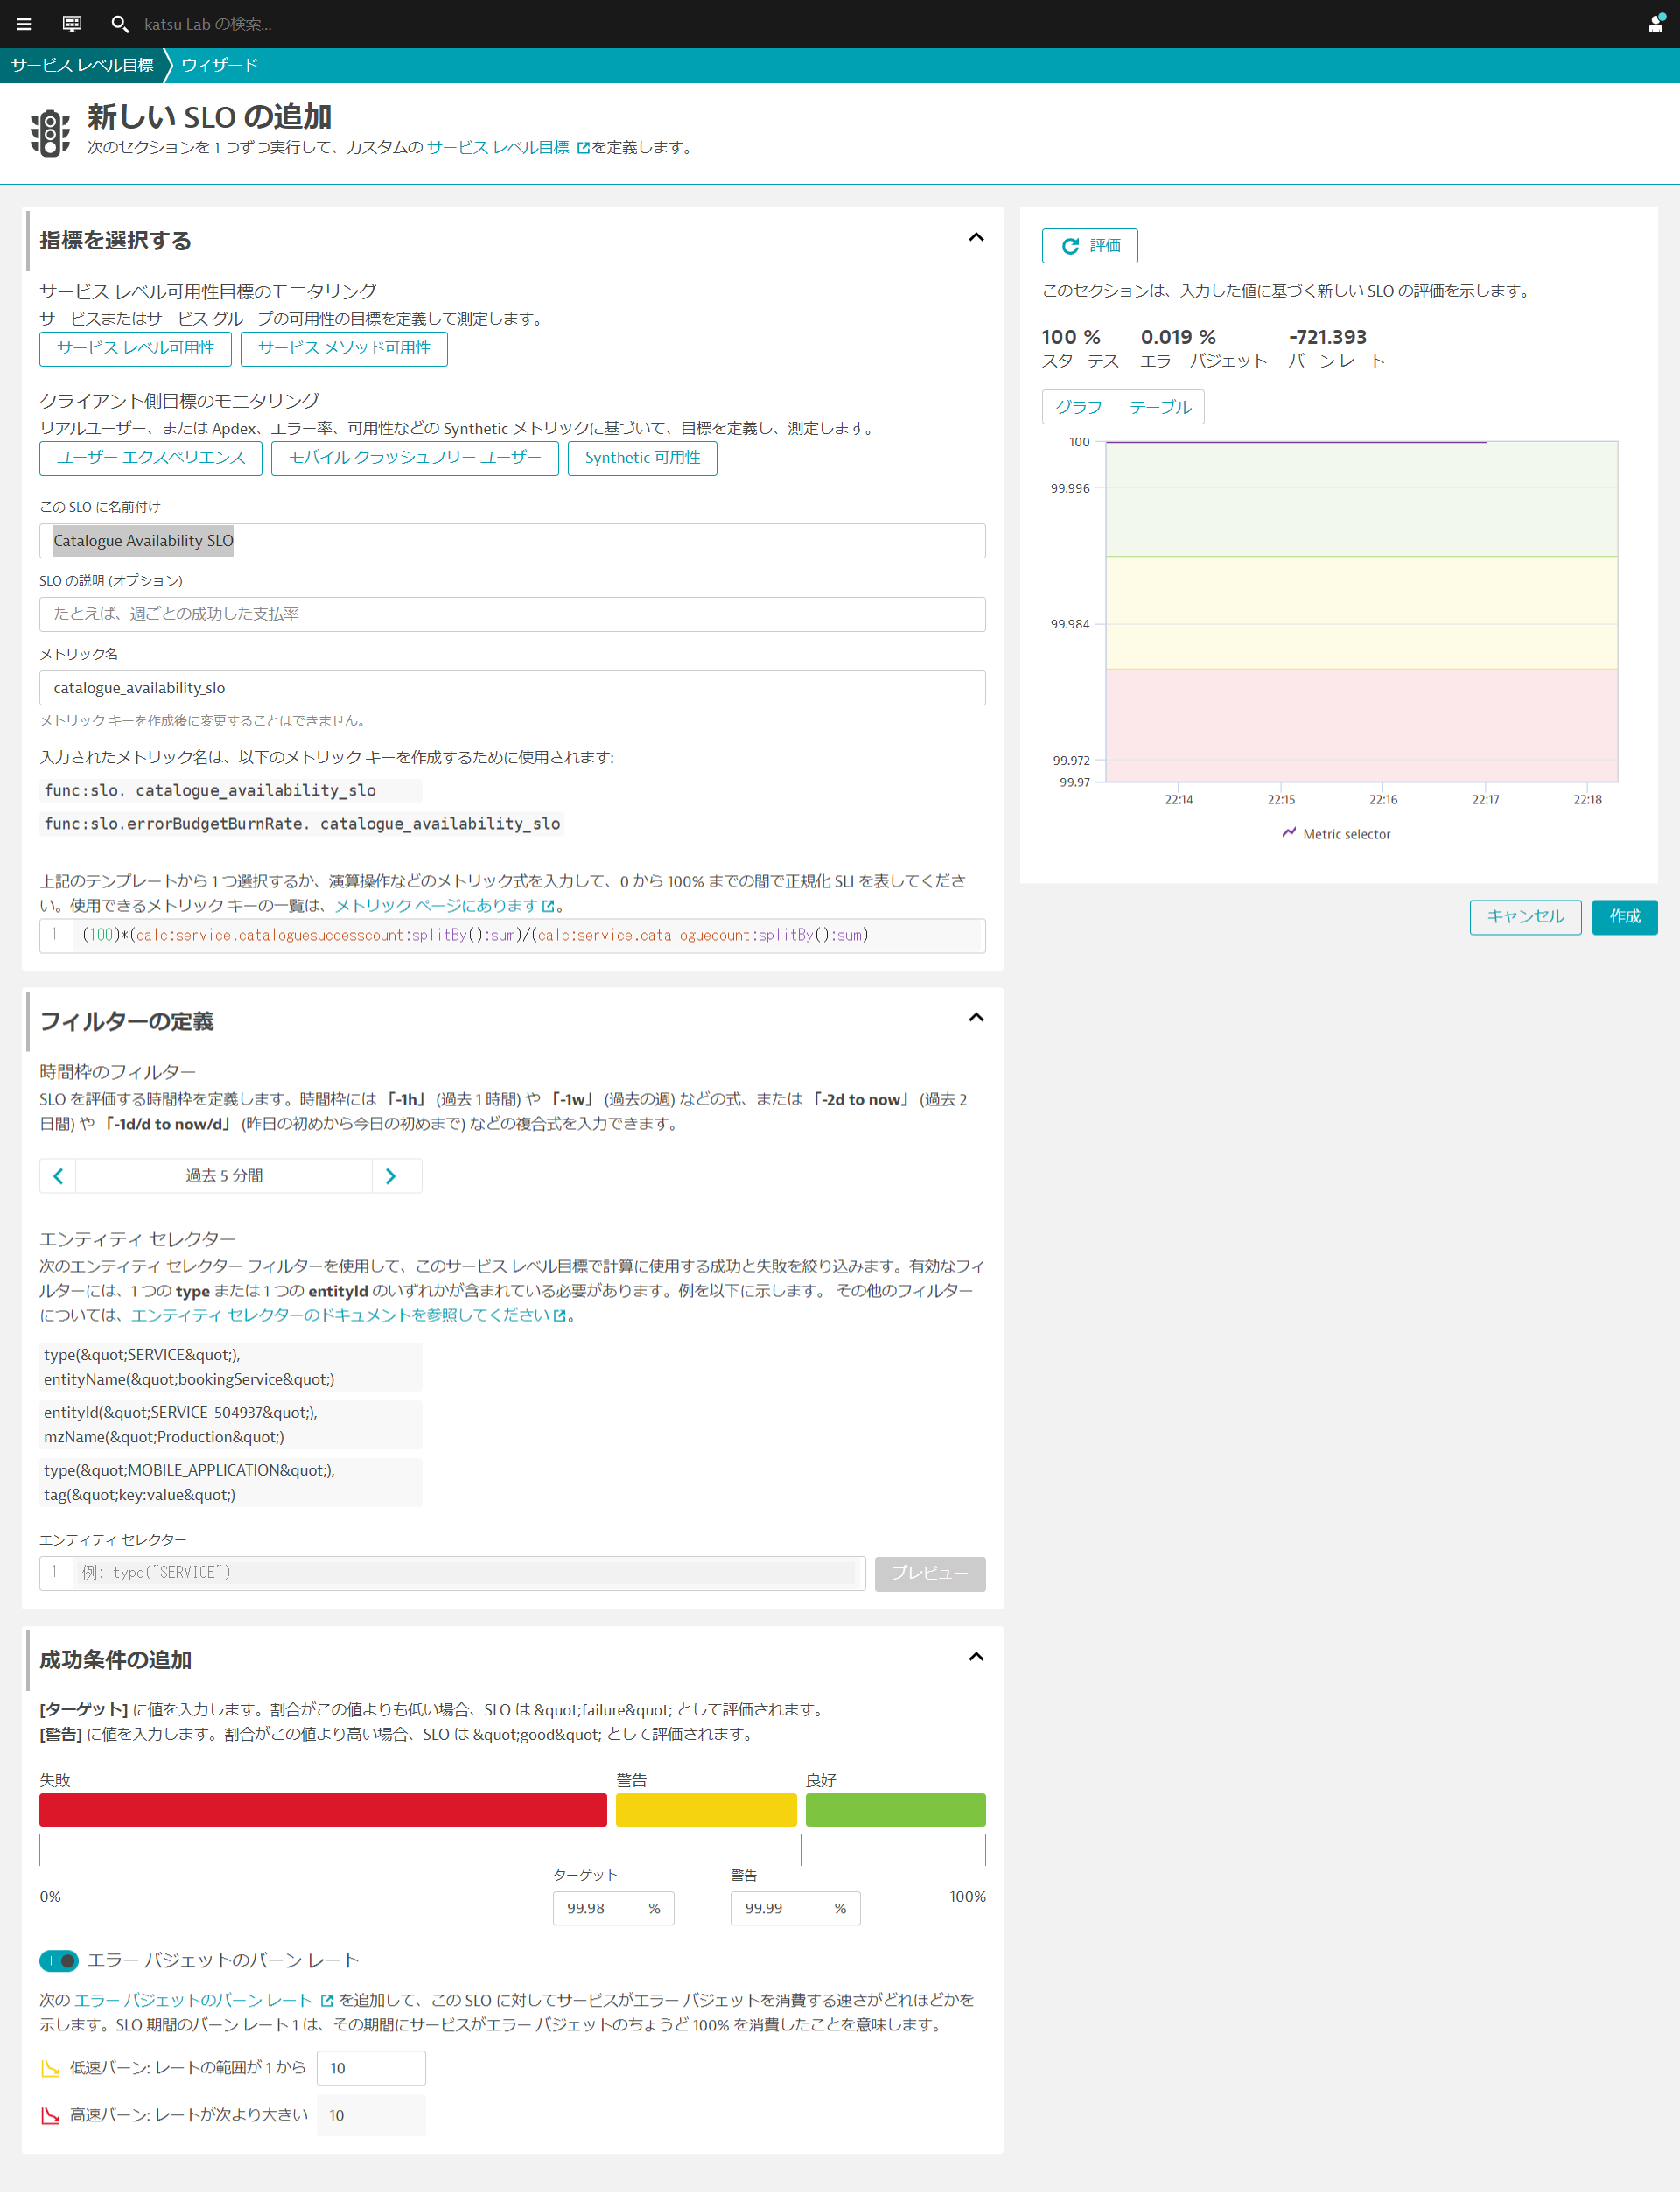 katsu Lab の検索...
サービス レベル目標
ウィザード
新しい SLO の追加
次のセクションを 1 つずつ実行して、カスタムの サービス レベル目標 を定義します。
指標を選択する
サービス レベル可用性目標のモニタリング
サービスまたはサービス グループの可用性の目標を定義して測定します。
サービス レベル可用性
サービス メソッド可用性
クライアント側目標のモニタリング
リアルユーザー、または Apdex、エラー率、可用性などの Synthetic メトリックに基づいて、目標を定義し、測定します。
ユーザー エクスペリエンス
モバイル クラッシュフリー ユーザー
Synthetic 可用性
この SLO に名前付け
Catalogue Availability SLO
SLO の説明 (オプション)
たとえば、週ごとの成功した支払率
メトリック名
catalogue_availability_slo
メトリック キーを作成後に変更することはできません。
入力されたメトリック名は、以下のメトリック キーを作成するために使用されます:
func:slo. catalogue_availability_slo
func:slo.errorBudgetBurnRate. catalogue_availability_slo
上記のテンプレートから 1 つ選択するか、演算操作などのメトリック式を入力して、0 から 100% までの間で正規化 SLI を表してくださ
い。使用できるメトリック キーの一覧は、メトリック ページにあります。
1 (100)*(calc:service.cataloguesuccesscount:splitBy():sum)/(calc:service.cataloguecount:splitBy():sum)
フィルターの定義
時間枠のフィルター
SLO を評価する時間枠を定義します。時間枠には 「-1h」 (過去 1 時間) や 「-1w」 (過去の週) などの式、または 「-2d to now」 (過去 2
日間) や 「-1d/d to now/d」 (昨日の初めから今日の初めまで) などの複合式を入力できます。
過去 5 分間
エンティティ セレクター
次のエンティティ セレクター フィルターを使用して、このサービス レベル目標で計算に使用する成功と失敗を絞り込みます。有効なフィ
ルターには、1 つの type または 1 つの entityId のいずれかが含まれている必要があります。例を以下に示します。 その他のフィルター
については、エンティティ セレクターのドキュメントを参照してください。
type(&quot;SERVICE&quot;),
entityName(&quot;bookingService&quot;)
entityId(&quot;SERVICE-504937&quot;),
mzName(&quot;Production&quot;)
type(&quot;MOBILE_APPLICATION&quot;),
tag(&quot;key:value&quot;)
エンティティ セレクター
1 例: type("SERVICE")
プレビュー
成功条件の追加
[ターゲット] に値を入力します。割合がこの値よりも低い場合、SLO は &quot;failure&quot; として評価されます。
[警告] に値を入力します。割合がこの値より高い場合、SLO は &quot;good&quot; として評価されます。
失敗
警告
良好
ターゲット
警告
0%
99.98 %
99.99 %
100%
エラー バジェットのバーン レート
次の エラー バジェットのバーン レート を追加して、この SLO に対してサービスがエラー バジェットを消費する速さがどれほどかを
示します。SLO 期間のバーン レート 1 は、その期間にサービスがエラー バジェットのちょうど 100% を消費したことを意味します。
低速バーン: レートの範囲が 1 から 10
高速バーン: レートが次より大きい 10
評価
このセクションは、入力した値に基づく新しい SLO の評価を示します。
100 %
0.019 %
-721.393
スターテス
エラー バジェット
バーン レート
グラフ
テーブル
100
99.996
99.984
99.972
99.97
22:14
22:15
22:16
22:17
22:18
Metric selector
キャンセル
作成